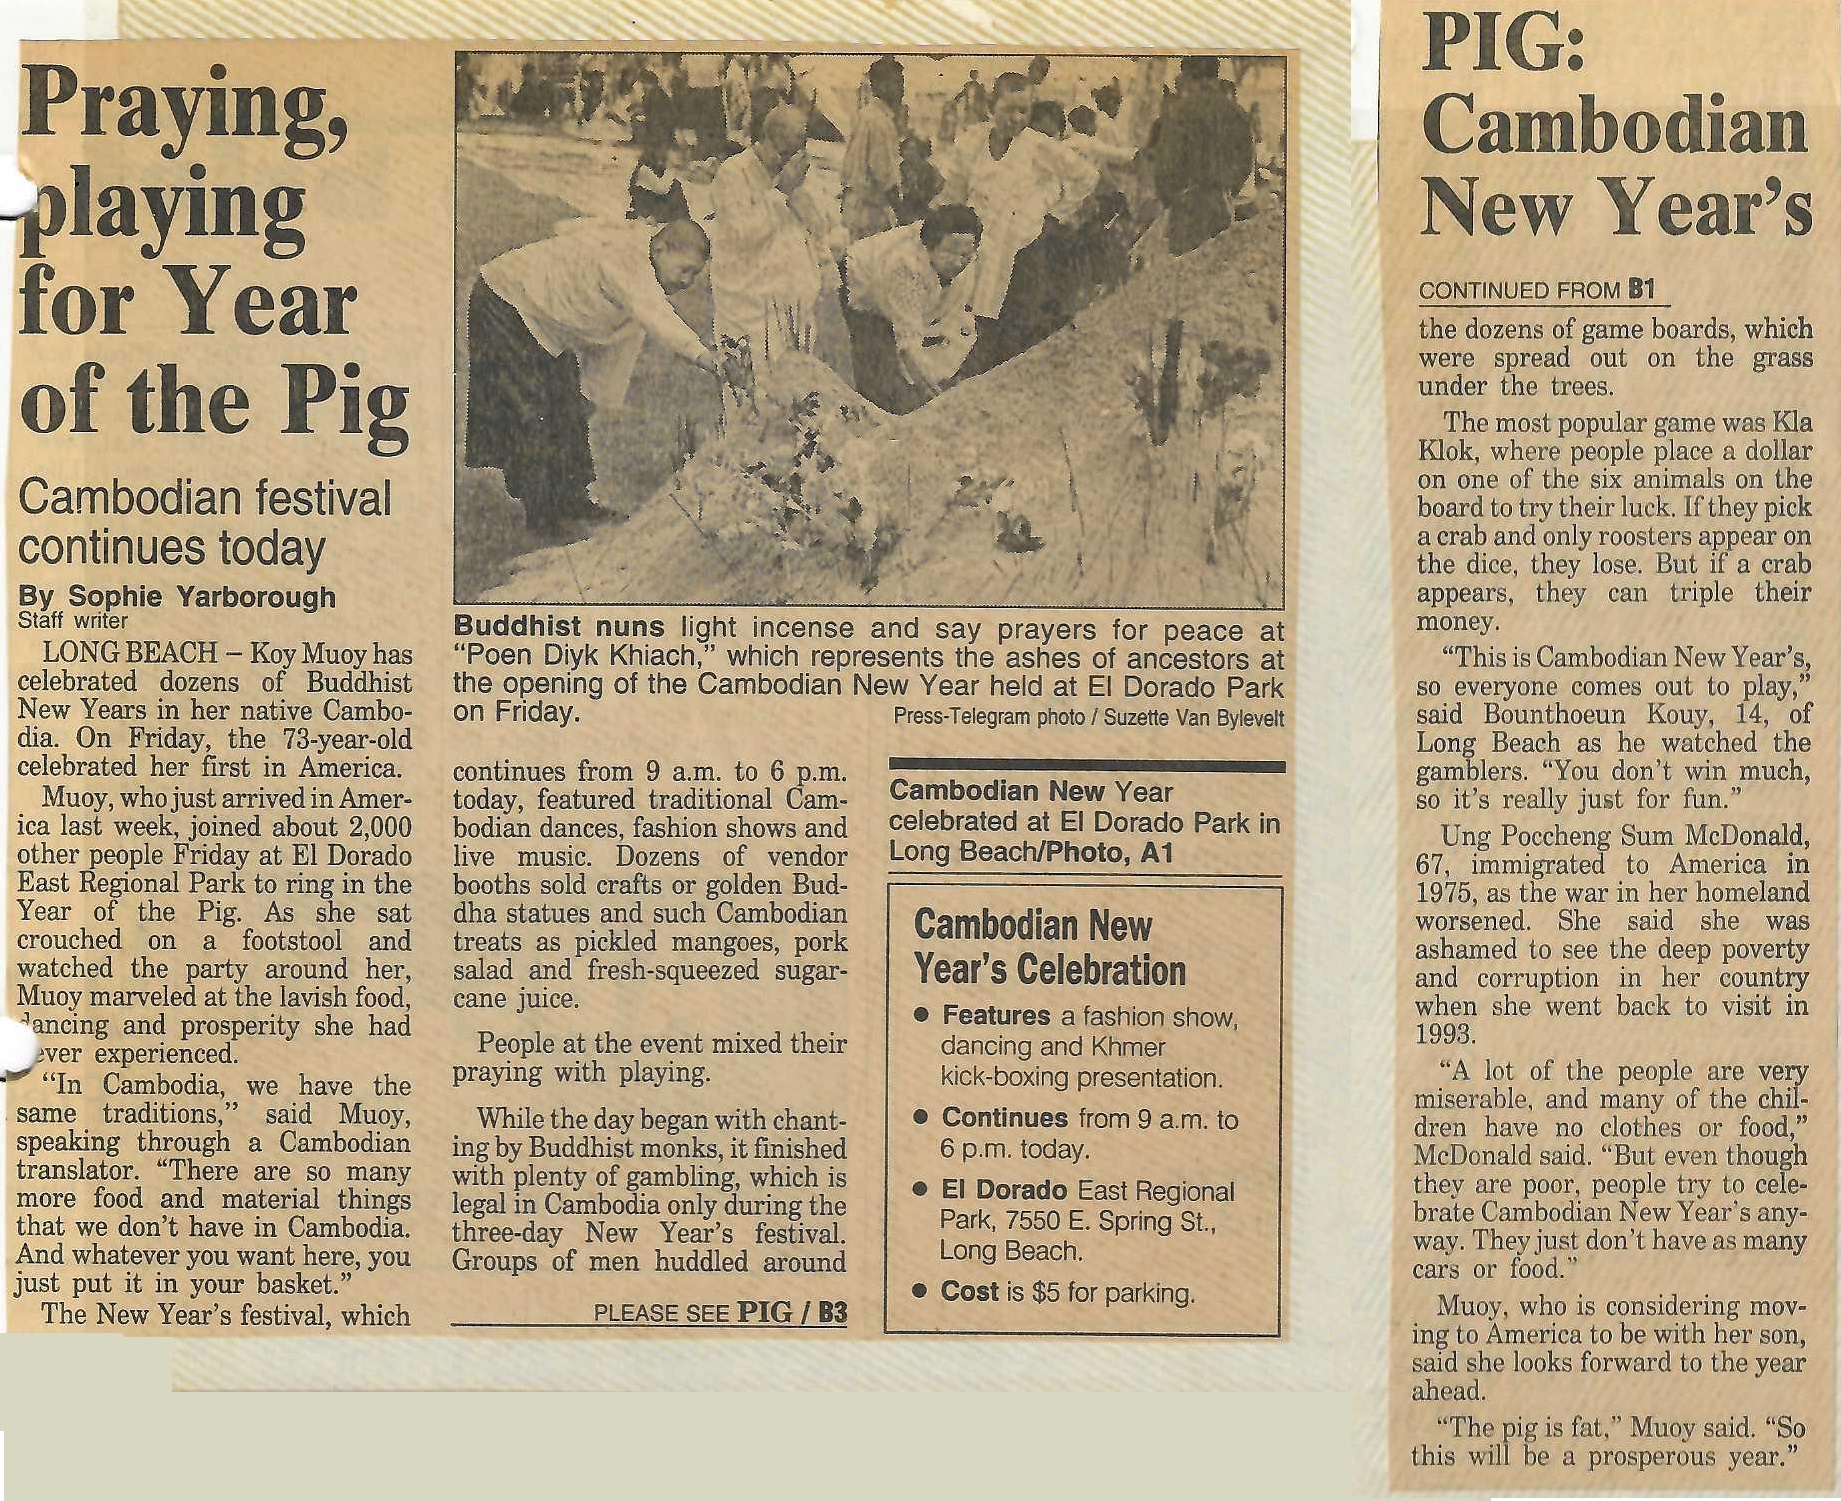 Praying,
playing
for Year
of the Pig
Cambodian festival
continues today
By Sophie Yarborough
Staff writer
LONG BEACH – Koy Muoy has
celebrated dozens of Buddhist
New Years in her native Cambo-
dia. On Friday, the 73-year-old
celebrated her first in America.
Muoy, who just arrived in Amer-
ica last week, joined about 2,000
other people Friday at El Dorado
East Regional Park to ring in the
Year of the Pig. As she sat
crouched on a footstool and
watched the party around her,
Muoy marveled at the lavish food,
dancing and prosperity she had
ever experienced.
“In Cambodia, we have the
same traditions,” said Muoy,
speaking through a Cambodian
translator. “There are so many
more food and material things
that we don’t have in Cambodia.
And whatever you want here, you
just put it in your basket.”
The New Year’s festival, which
Buddhist nuns light incense and say prayers for peace at
“Poen Diyk Khiach,” which represents the ashes of ancestors at
the opening of the Cambodian New Year held at El Dorado Park
on Friday.
Press-Telegram photo / Suzette Van Bylevelt
continues from 9 a.m. to 6 p.m.
today, featured traditional Cam-
bodian dances, fashion shows and
live music. Dozens of vendor
booths sold crafts or golden Bud-
dha statues and such Cambodian
treats as pickled mangoes, pork
salad and fresh-squeezed sugar-
cane juice.
People at the event mixed their
praying with playing.
While the day began with chant-
ing by Buddhist monks, it finished
with plenty of gambling, which is
legal in Cambodia only during the
three-day New Year’s festival.
Groups of men huddled around
PLEASE SEE PIG / B3
Cambodian New Year
celebrated at El Dorado Park in
Long Beach/Photo, A1
Cambodian New
Year’s Celebration
● Features a fashion show,
dancing and Khmer
kick-boxing presentation.
● Continues from 9 a.m. to
6 p.m. today.
● El Dorado East Regional
Park, 7550 E. Spring St.,
Long Beach.
● Cost is $5 for parking.
PIG:
Cambodian
New Year’s
CONTINUED FROM B1
the dozens of game boards, which
were spread out on the grass
under the trees.
The most popular game was Kla
Klok, where people place a dollar
on one of the six animals on the
board to try their luck. If they pick
a crab and only roosters appear on
the dice, they lose. But if a crab
appears, they can triple their
money.
“This is Cambodian New Year’s,
so everyone comes out to play,”
said Bounthoeun Kouy, 14, of
Long Beach as he watched the
gamblers. “You don’t win much,
so it’s really just for fun.”
Ung Poccheng Sum McDonald,
67, immigrated to America in
1975, as the war in her homeland
worsened. She said she was
ashamed to see the deep poverty
and corruption in her country
when she went back to visit in
1993.
“A lot of the people are very
miserable, and many of the chil-
dren have no clothes or food,”
McDonald said. “But even though
they are poor, people try to cele-
brate Cambodian New Year’s any-
way. They just don’t have as many
cars or food.”
Muoy, who is considering mov-
ing to America to be with her son,
said she looks forward to the year
ahead.
“The pig is fat,” Muoy said. “So
this will be a prosperous year.”